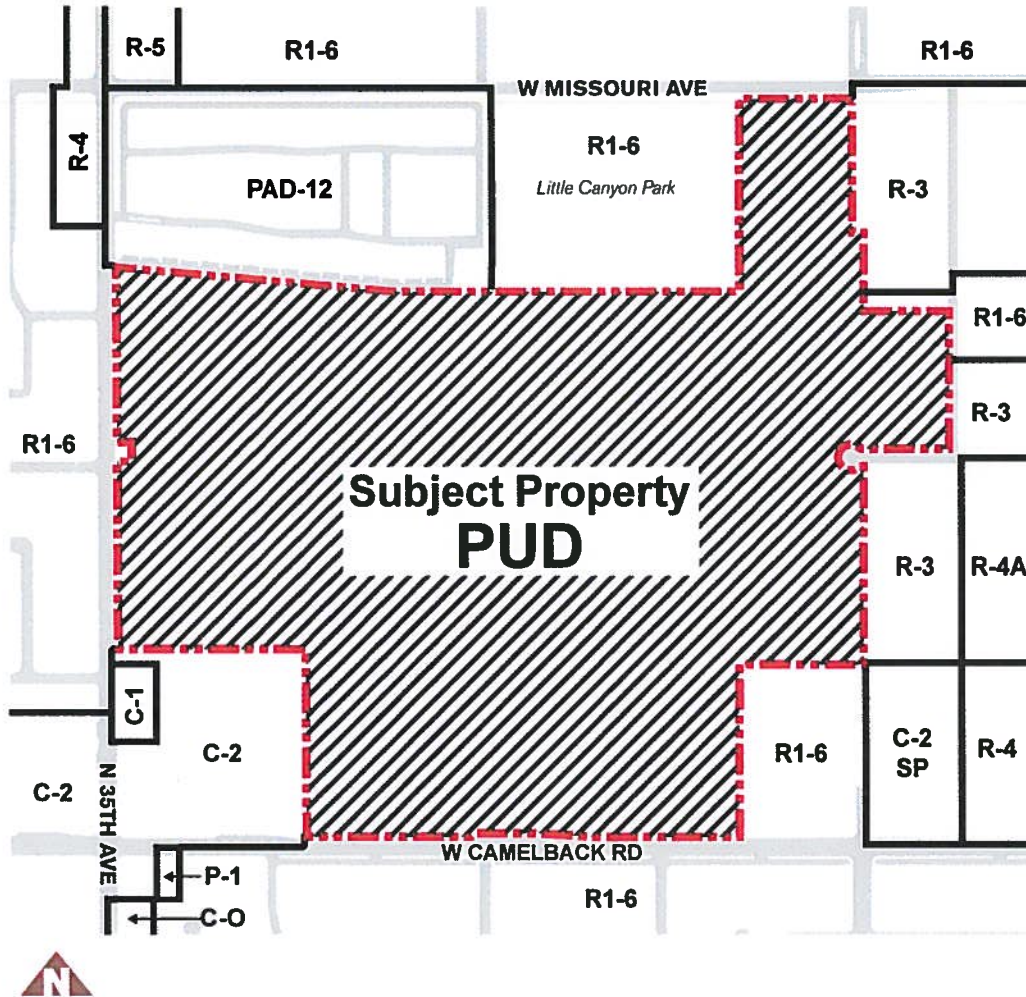 R-5
R1-6
R1-6
W MISSOURI AVE
R-4
PAD-12
R1-6
Little Canyon Park
R-3
R1-6
R-3
R1-6
Subject Property
PUD
R-3
R-4A
C-1
C-2
C-2
N 35TH AVE
R1-6
C-2
SP
R-4
W CAMELBACK RD
P-1
C-O
R1-6
N